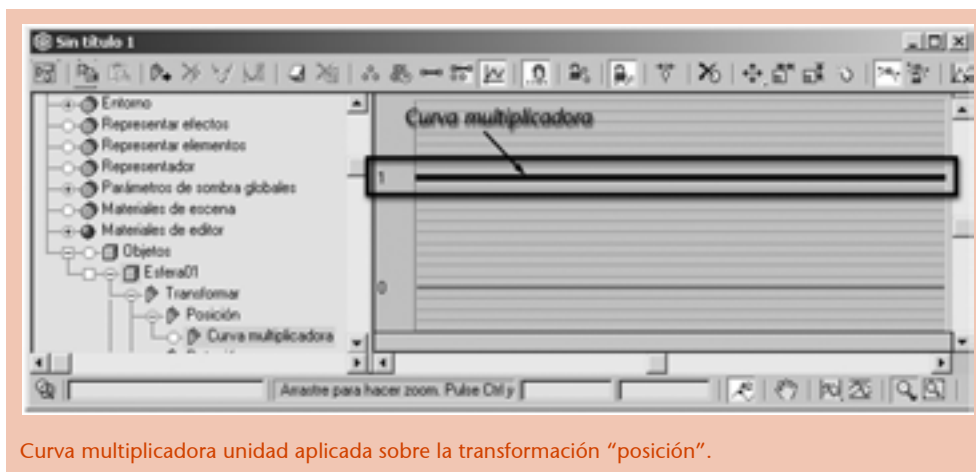 Sin título 1
Entorno
Representar efectos
Representar elementos
Representador
Parámetros de sombra globales
Materiales de escena
Materiales de editor
Objetos
Esfera01
Transformar
Posición
Curva multiplicadora
Curva multiplicadora
1
0
Arrastre para hacer zoom. Pulse Ctrl y
Curva multiplicadora unidad aplicada sobre la transformación “posición”.